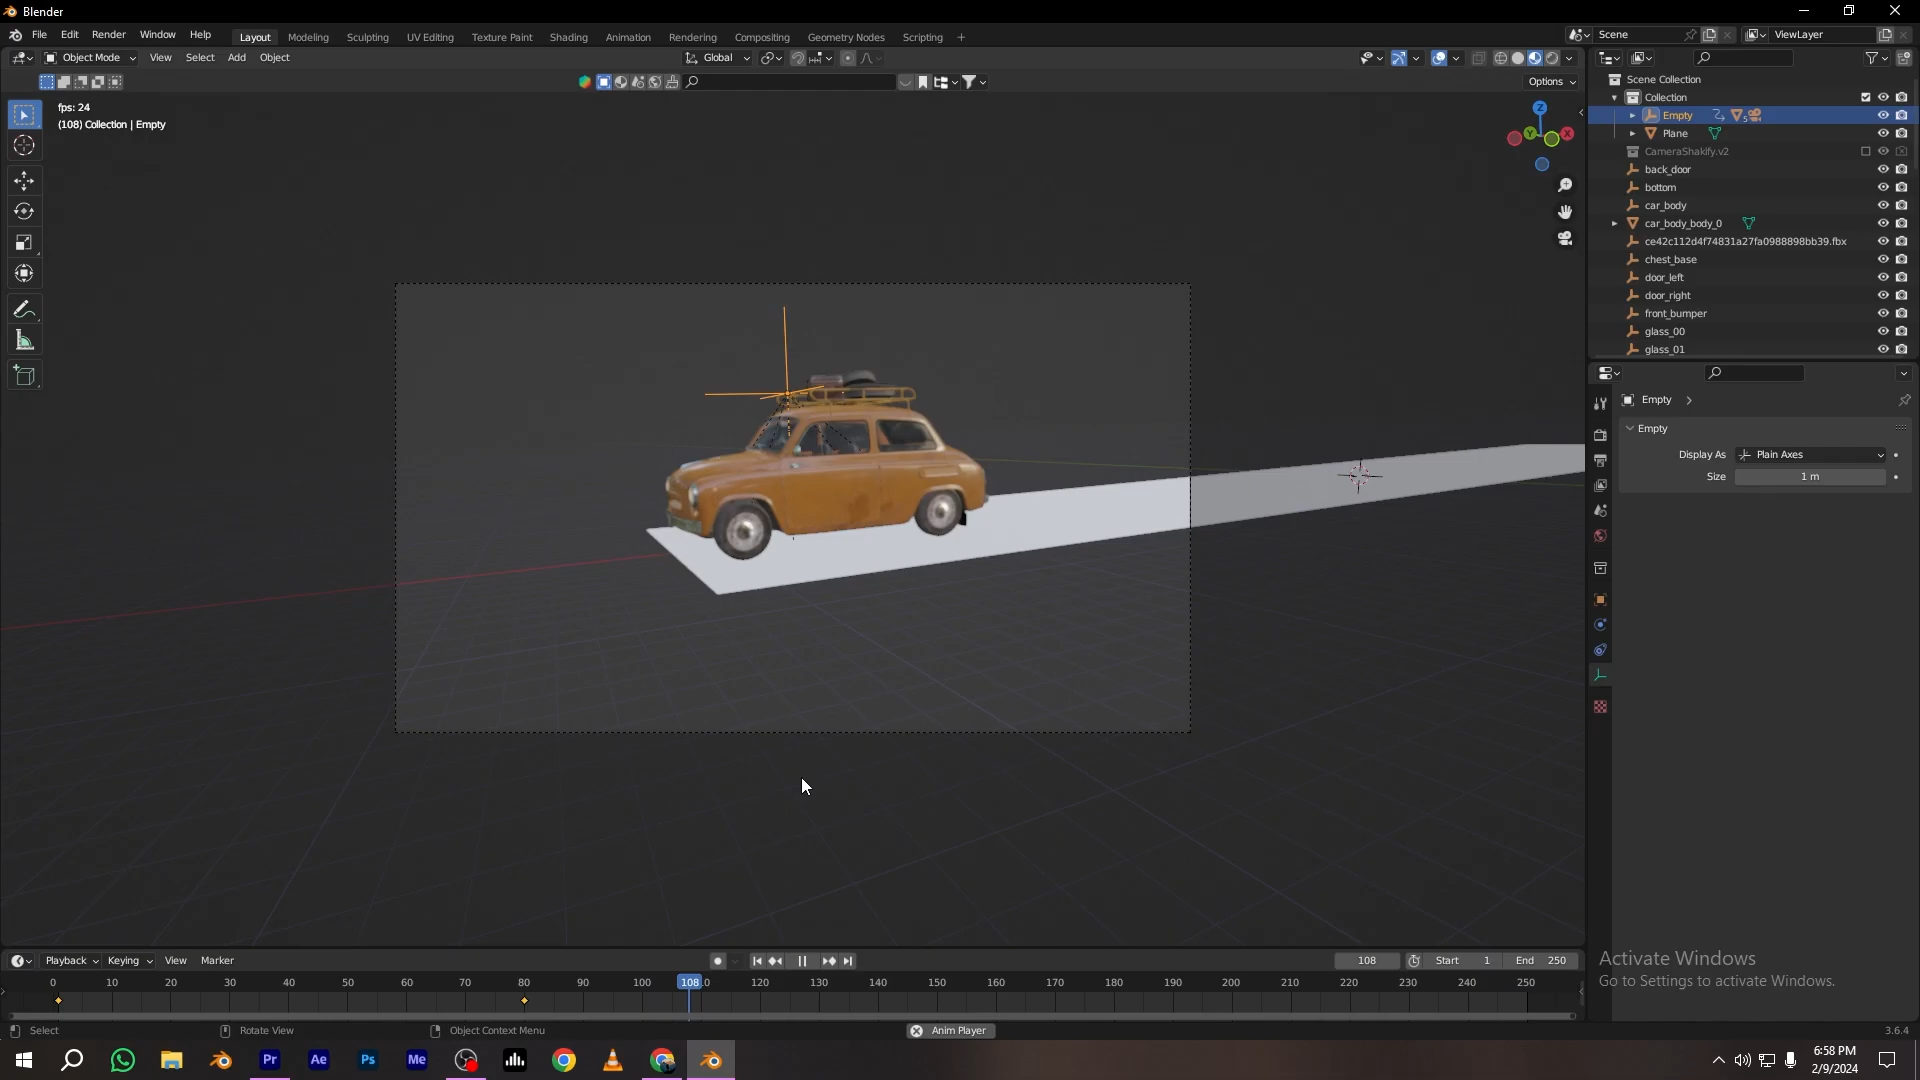 Blender
File Edit Render Window Help Layout Modeling Sculpting UV Editing Texture Paint Shading Animation Rendering Compositing Geometry Nodes Scripting +
Scene ViewLayer
Object Mode View Select Add Object Global
Options
fps: 24
(108) Collection | Empty
Z
Y
X
Scene Collection
Collection
Empty 5
Plane
CameraShakify.v2
back_door
bottom
car_body
car_body_body_0
ce42c112d4f74831a27fa0988898bb39.fbx
chest_base
door_left
door_right
front_bumper
glass_00
glass_01
Empty
Empty
Display As Plain Axes
Size 1 m
Playback Keying View Marker 108 Start 1 End 250
0 10 20 30 40 50 60 70 80 90 100 108 120 130 140 150 160 170 180 190 200 210 220 230 240 250
Activate Windows
Go to Settings to activate Windows.
Select Rotate View Object Context Menu Anim Player 3.6.4
Pr Ae Ps Me
6:58 PM
2/9/2024